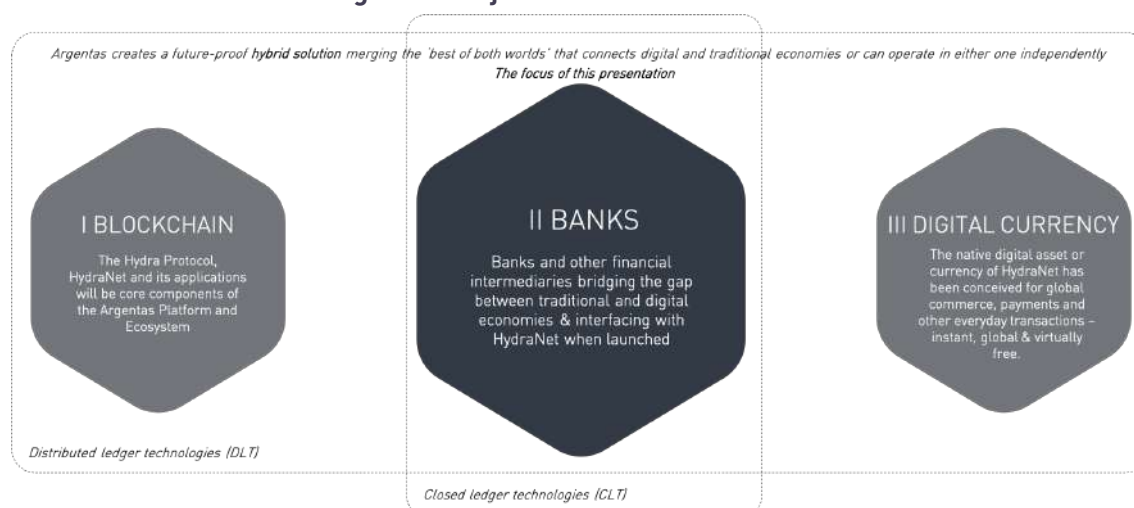 Argentas creates a future-proof hybrid solution merging the 'best of both worlds' that connects digital and traditional economies or can operate in either one independently
The focus of this presentation
I BLOCKCHAIN
The Hydra Protocol,
HydraNet and its applications
will be core components of
the Argentas Platform and
Ecosystem
II BANKS
Banks and other financial
intermediaries bridging the gap
between traditional and digital
economies & interfacing with
HydraNet when launched
III DIGITAL CURRENCY
The native digital asset or
currency of HydraNet has
been conceived for global
commerce, payments and
other everyday transactions –
instant, global & virtually
free.
Distributed ledger technologies (DLT)
Closed ledger technologies (CLT)